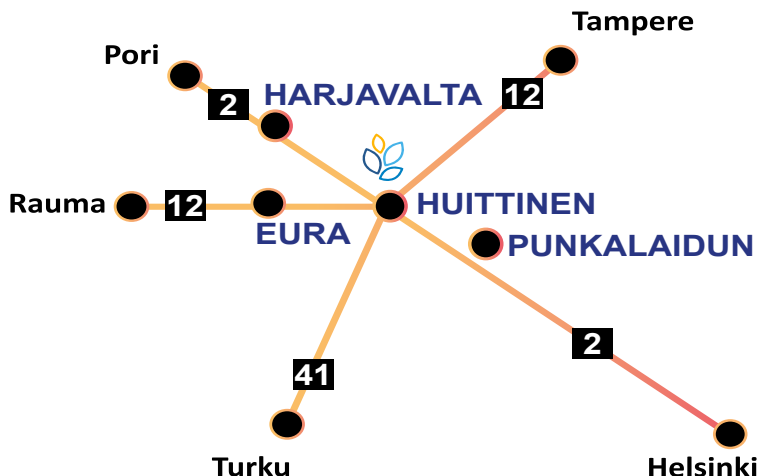 Tampere
Pori
HARJAVALTA
2
12
Rauma
12
HUITTINEN
EURA
PUNKALAIDUN
2
41
Turku
Helsinki